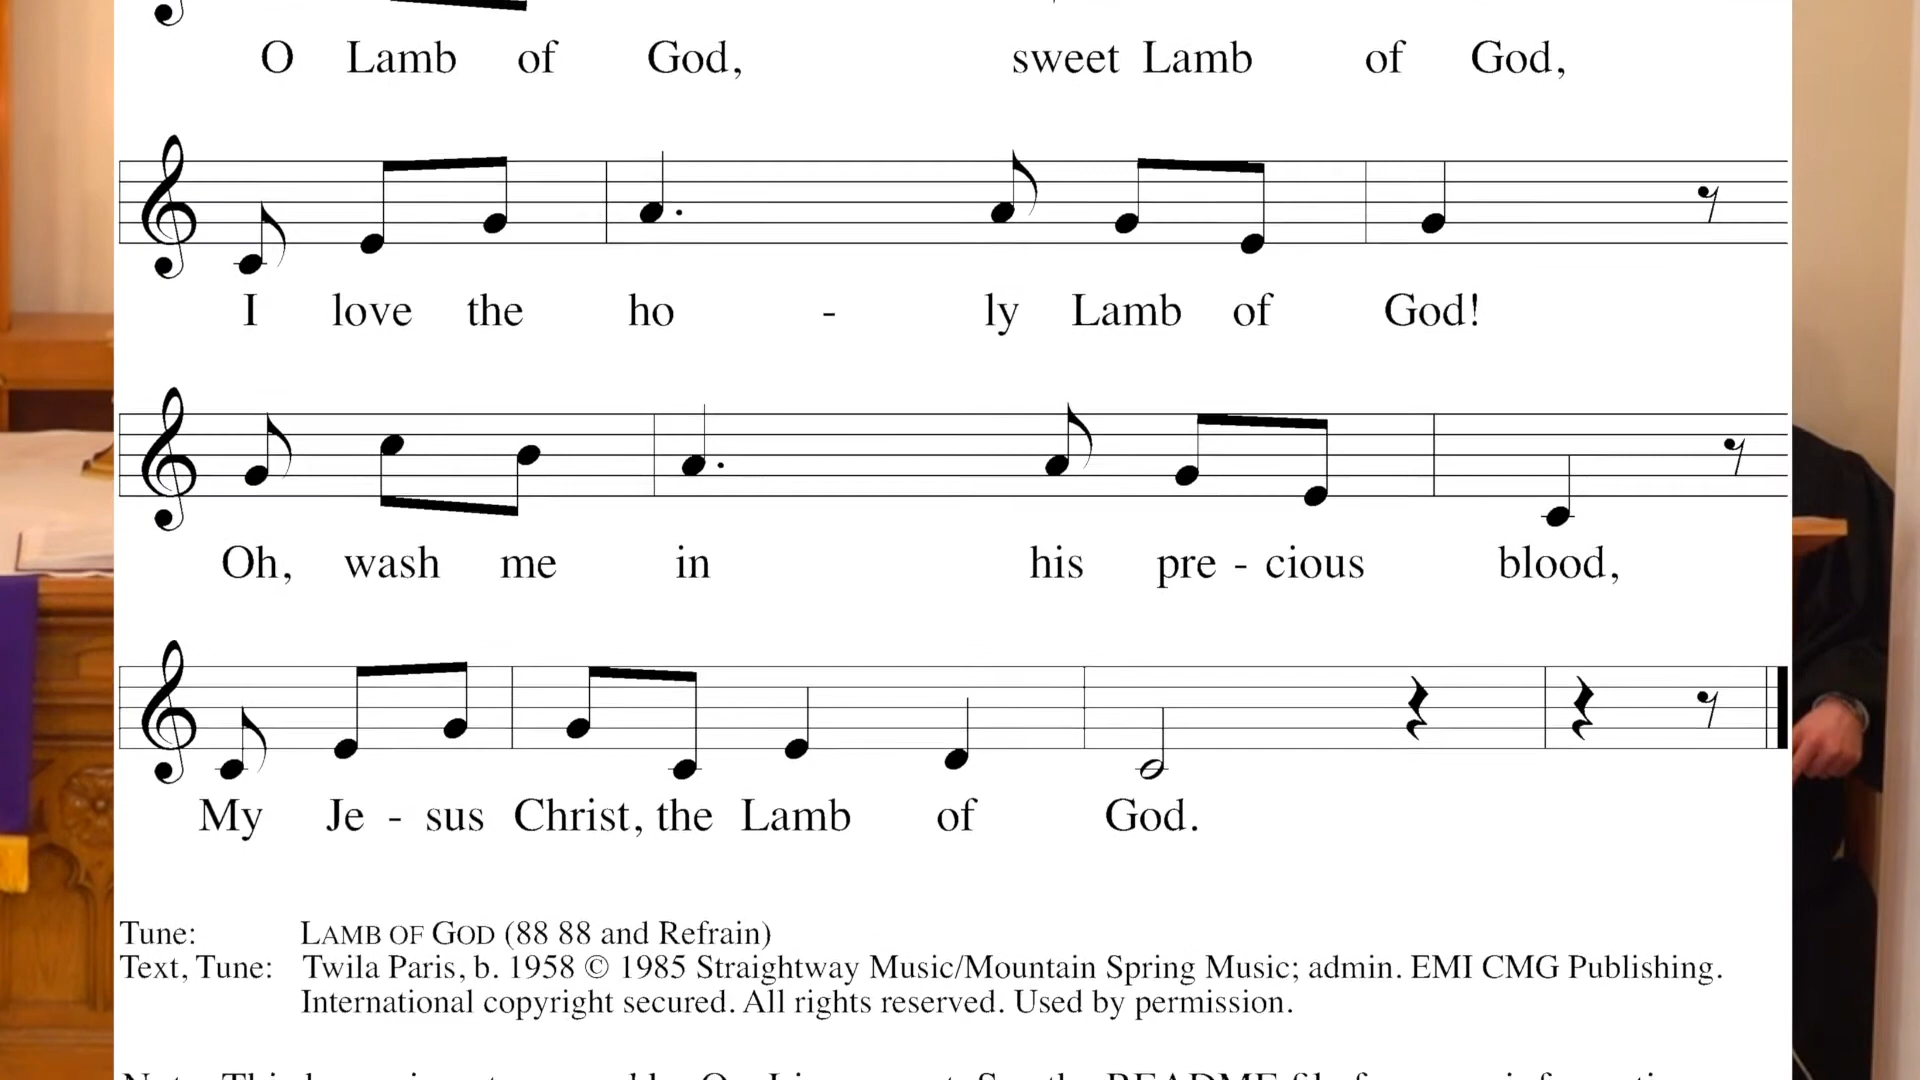 O Lamb of God, sweet Lamb of God,
I love the ho - ly Lamb of God!
Oh, wash me in his pre - cious blood,
My Je - sus Christ, the Lamb of God.
Tune: LAMB OF GOD (88 88 and Refrain)
Text, Tune: Twila Paris, b. 1958 © 1985 Straightway Music/Mountain Spring Music; admin. EMI CMG Publishing.
International copyright secured. All rights reserved. Used by permission.